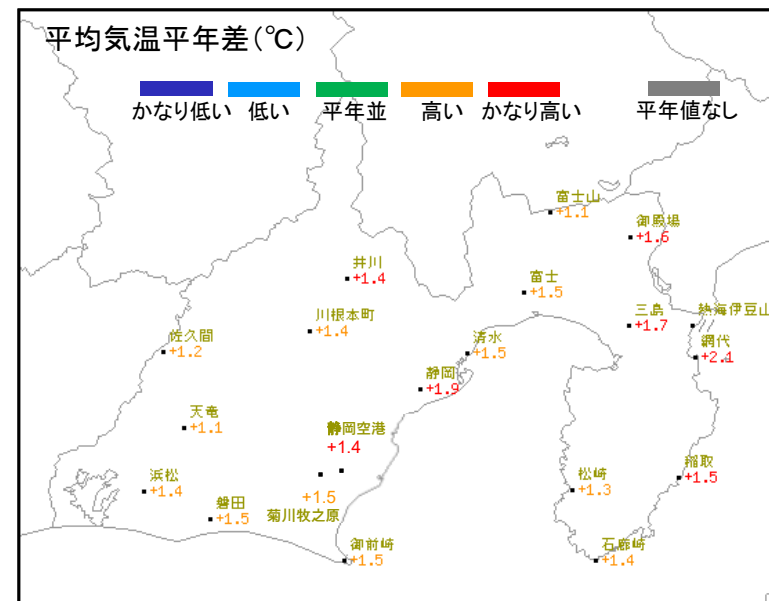 平均気温平年差(℃)
かなり低い 低い 平年並 高い かなり高い 平年値なし
富士山
+1.1
御殿場
+1.6
井川
+1.4
富士
+1.5
川根本町
+1.4
三島
+1.7
熱海伊豆山
佐久間
+1.2
清水
+1.5
網代
+2.1
静岡
+1.9
天竜
+1.1
静岡空港
+1.4
浜松
+1.4
磐田
+1.5
+1.5
菊川牧之原
松崎
+1.3
稲取
+1.5
御前崎
+1.5
石廊崎
+1.4